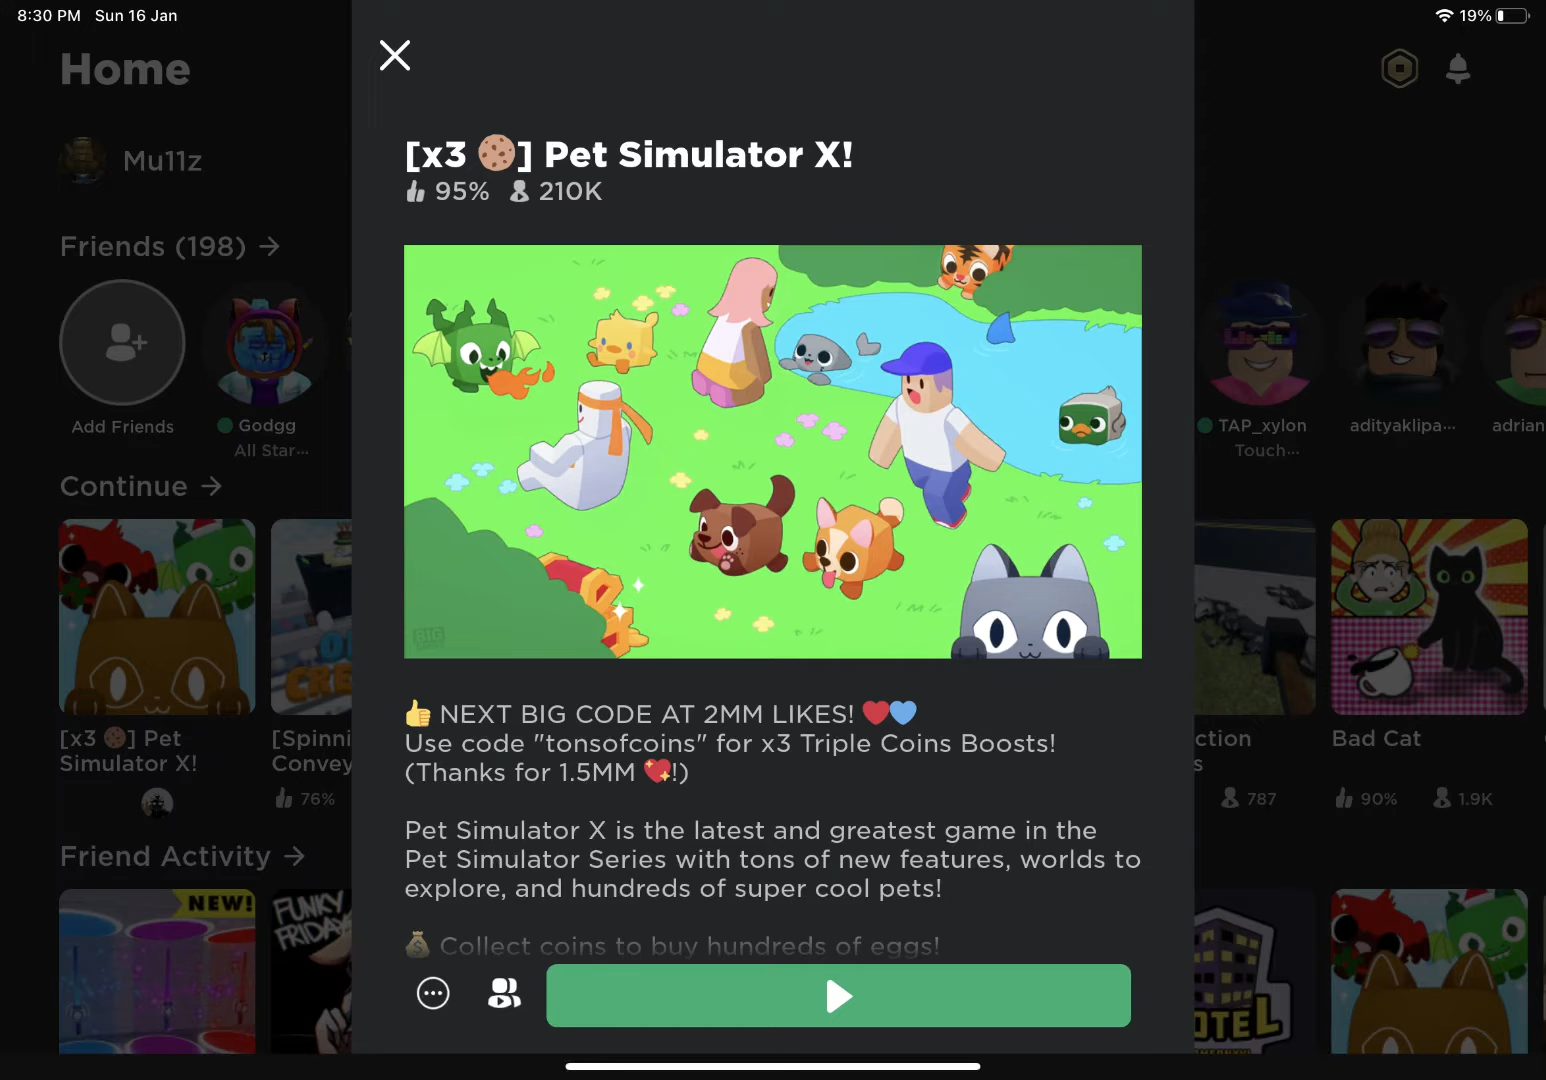 8:30 PM Sun 16 Jan
19%
Home
Mu11z
Friends (198) →
Add Friends
Godgg
All Star...
TAP_xylon
Touch...
adityaklipa...
adrian
Continue →
[x3 🍪] Pet
Simulator X!
[Spinni
Convey
76%
ction
s
787
Bad Cat
90% 1.9K
Friend Activity →
NEW!
FUNKY
FRIDAY
OTEL
[x3 🍪] Pet Simulator X!
95% 210K
BIG
👍 NEXT BIG CODE AT 2MM LIKES! ❤️💙
Use code "tonsofcoins" for x3 Triple Coins Boosts!
(Thanks for 1.5MM 💖!)
Pet Simulator X is the latest and greatest game in the
Pet Simulator Series with tons of new features, worlds to
explore, and hundreds of super cool pets!
💰 Collect coins to buy hundreds of eggs!